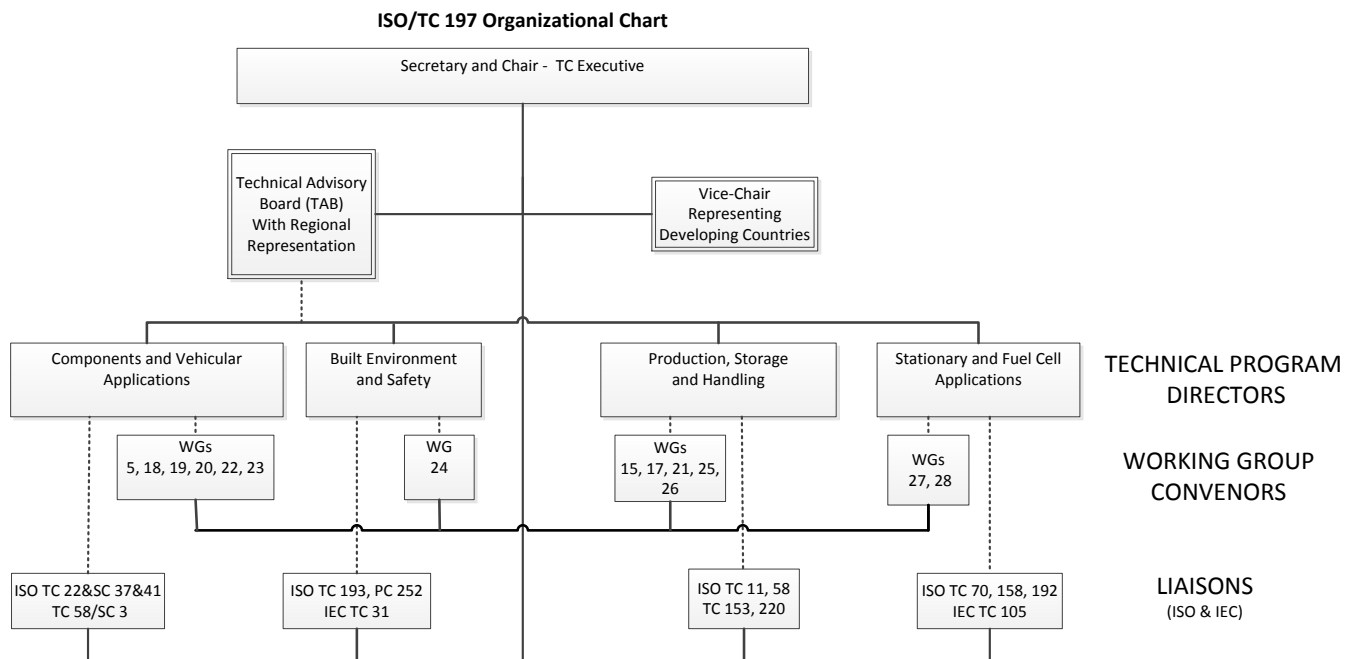 ISO/TC 197 Organizational Chart
Secretary and Chair - TC Executive
Technical Advisory
Board (TAB)
With Regional
Representation
Vice-Chair
Representing
Developing Countries
Components and Vehicular
Applications
Built Environment
and Safety
Production, Storage
and Handling
Stationary and Fuel Cell
Applications
TECHNICAL PROGRAM
DIRECTORS
WGs
5, 18, 19, 20, 22, 23
WG
24
WGs
15, 17, 21, 25,
26
WGs
27, 28
WORKING GROUP
CONVENORS
ISO TC 22&SC 37&41
TC 58/SC 3
ISO TC 193, PC 252
IEC TC 31
ISO TC 11, 58
TC 153, 220
ISO TC 70, 158, 192
IEC TC 105
LIAISONS
(ISO & IEC)